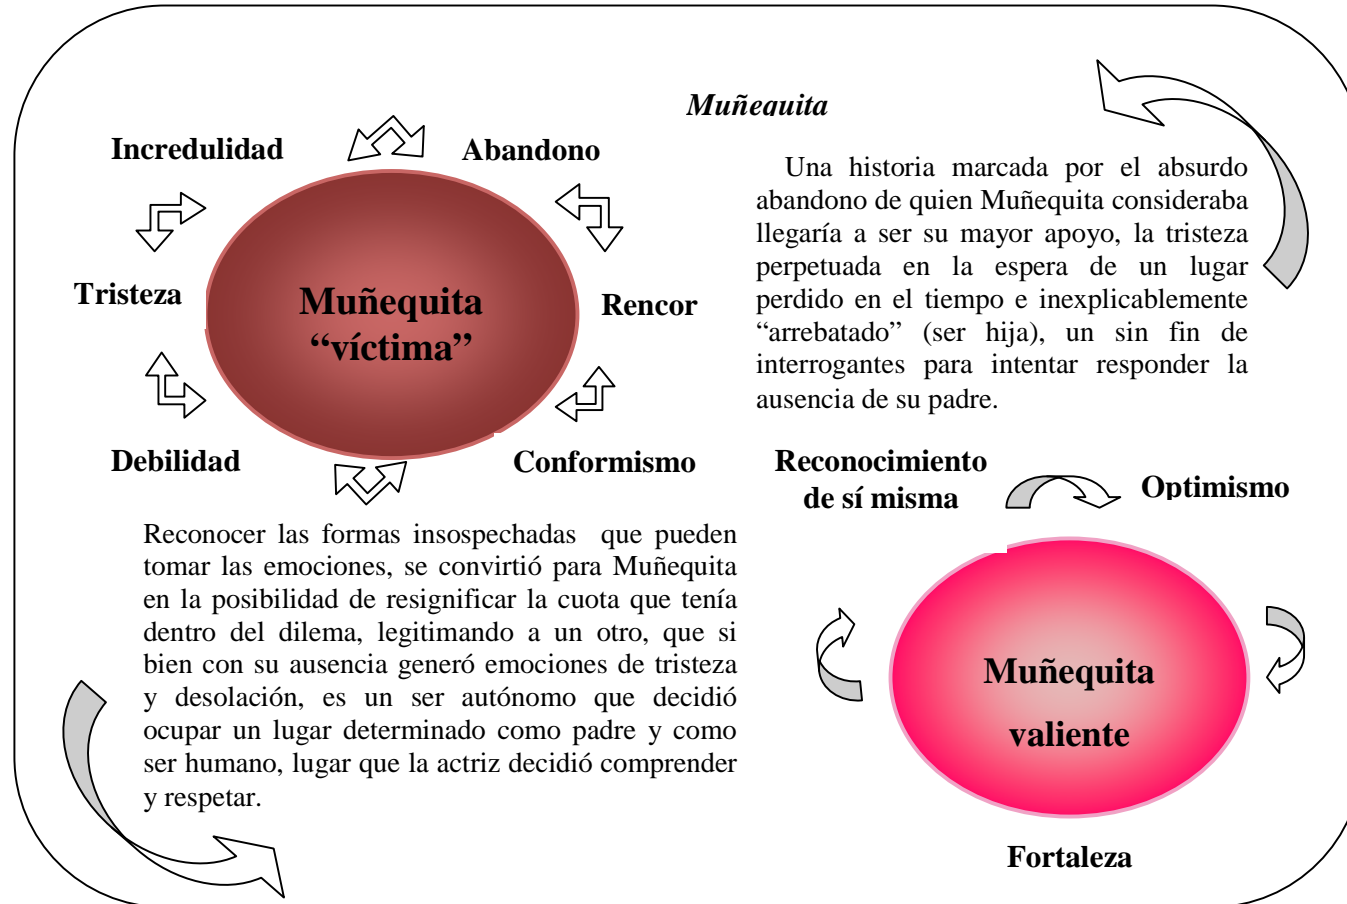 Muñequita
Incredulidad
Abandono
Tristeza
Muñequita
“víctima”
Rencor
Debilidad
Conformismo
Una historia marcada por el absurdo
abandono de quien Muñequita consideraba
llegaría a ser su mayor apoyo, la tristeza
perpetuada en la espera de un lugar
perdido en el tiempo e inexplicablemente
“arrebatado” (ser hija), un sin fin de
interrogantes para intentar responder la
ausencia de su padre.
Reconocer las formas insospechadas que pueden
tomar las emociones, se convirtió para Muñequita
en la posibilidad de resignificar la cuota que tenía
dentro del dilema, legitimando a un otro, que si
bien con su ausencia generó emociones de tristeza
y desolación, es un ser autónomo que decidió
ocupar un lugar determinado como padre y como
ser humano, lugar que la actriz decidió comprender
y respetar.
Reconocimiento
de sí misma
Optimismo
Muñequita
valiente
Fortaleza